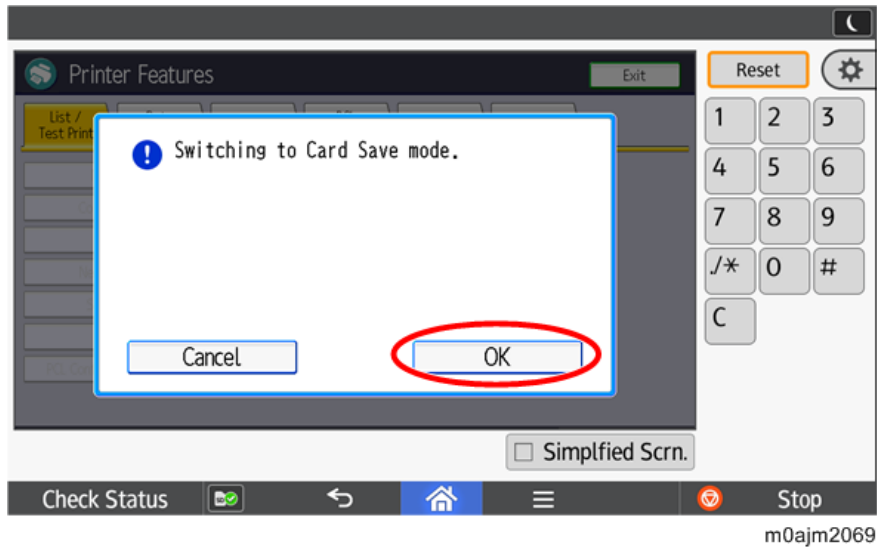 Printer Features
Exit
Reset
List /
Test Print
Switching to Card Save mode.
Cancel
OK
1 2 3
4 5 6
7 8 9
./* 0 #
C
Simplfied Scrn.
Check Status
Stop
m0ajm2069